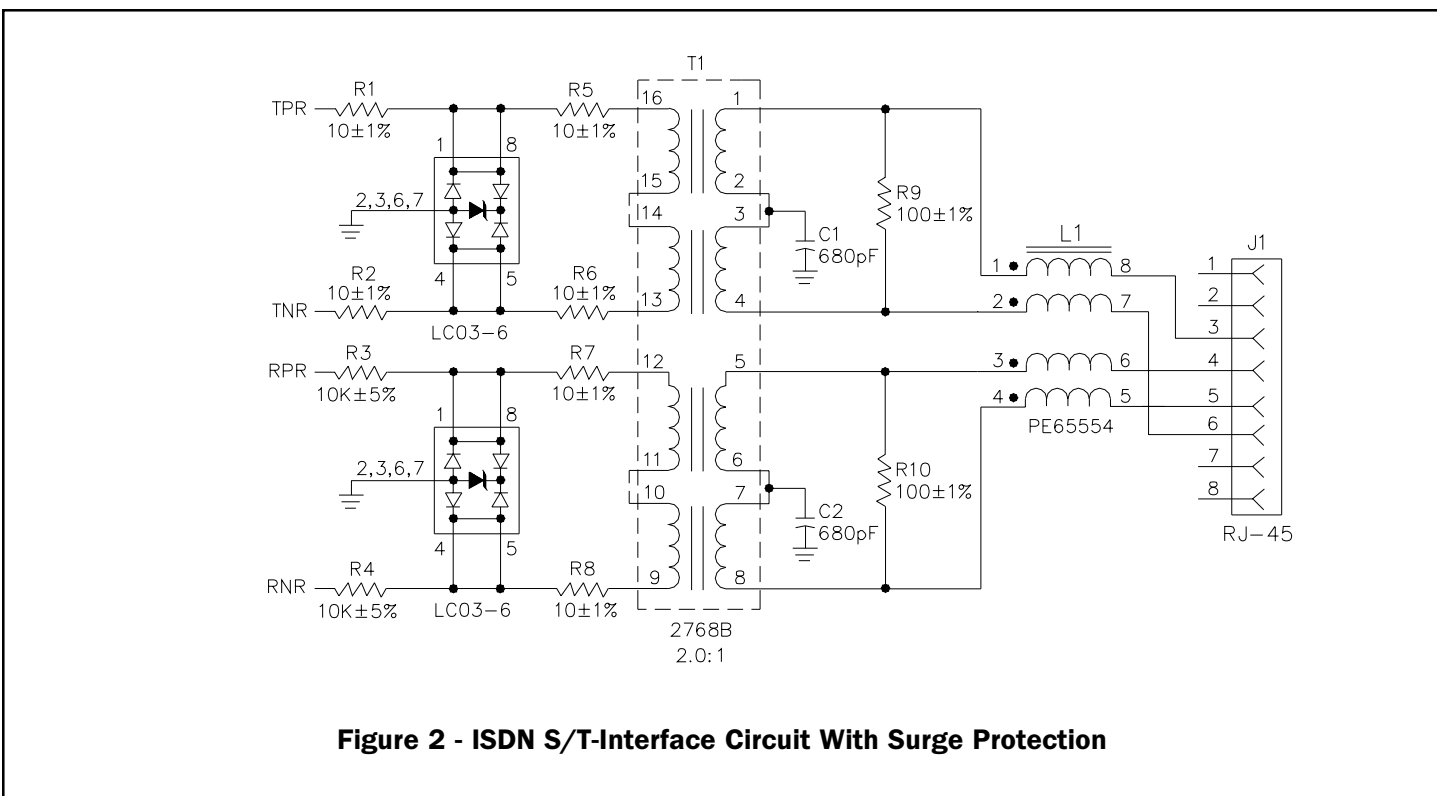 T1
R1
R5
TPR
10±1%
10±1%
16
1
1
8
15
2
2,3,6,7
14
3
R9
100±1%
C1
680pF
R2
10±1%
R6
10±1%
4
5
13
4
TNR
LC03-6
L1
1
8
2
7
3
6
4
5
PE65554
J1
1
2
3
4
5
6
7
8
RJ-45
R3
R7
RPR
10K±5%
10±1%
12
5
1
8
11
6
2,3,6,7
10
7
R10
100±1%
C2
680pF
4
5
R4
R8
RNR
10K±5%
LC03-6
10±1%
9
8
2768B
2.0:1
Figure 2 - ISDN S/T-Interface Circuit With Surge Protection